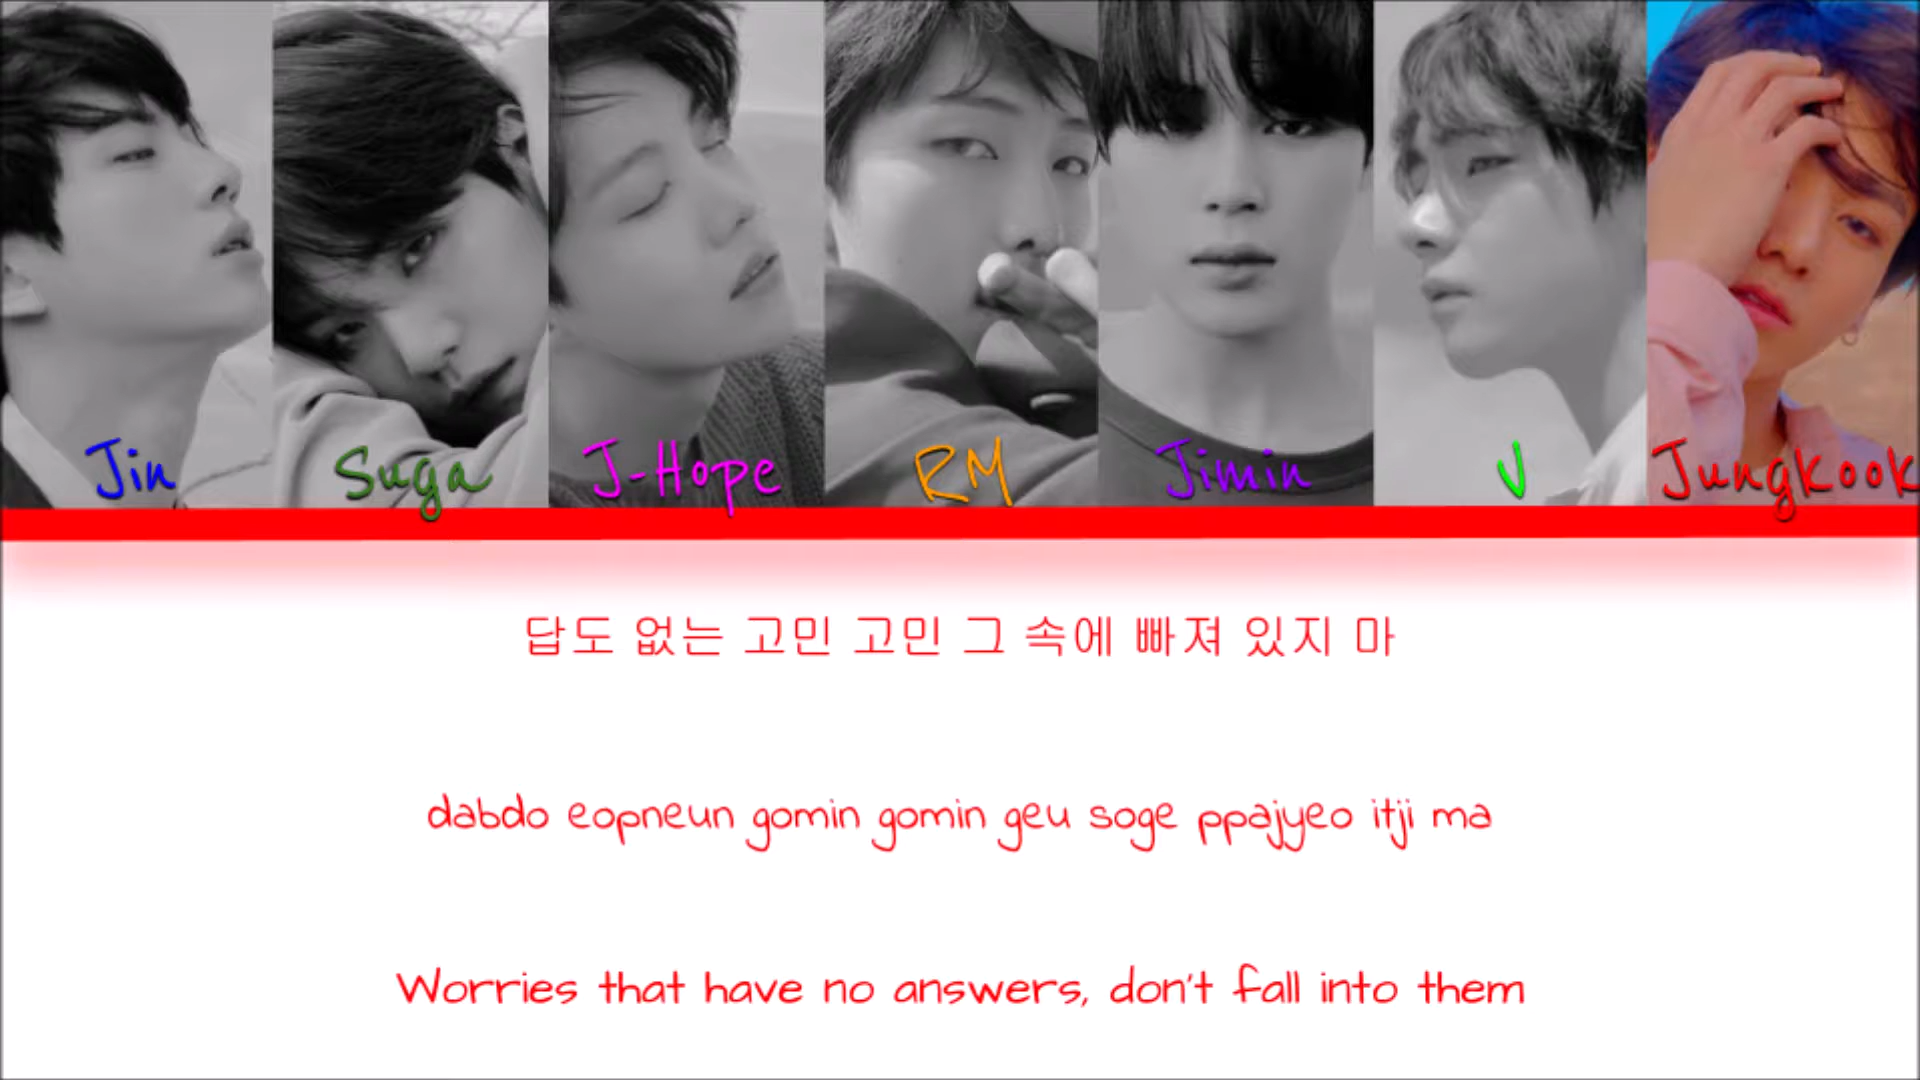 Jin Suga J-Hope RM Jimin V Jungkook
답도 없는 고민 고민 그 속에 빠져 있지 마
dabdo eopneun gomin gomin geu soge ppajyeo itji ma
Worries that have no answers, don't fall into them